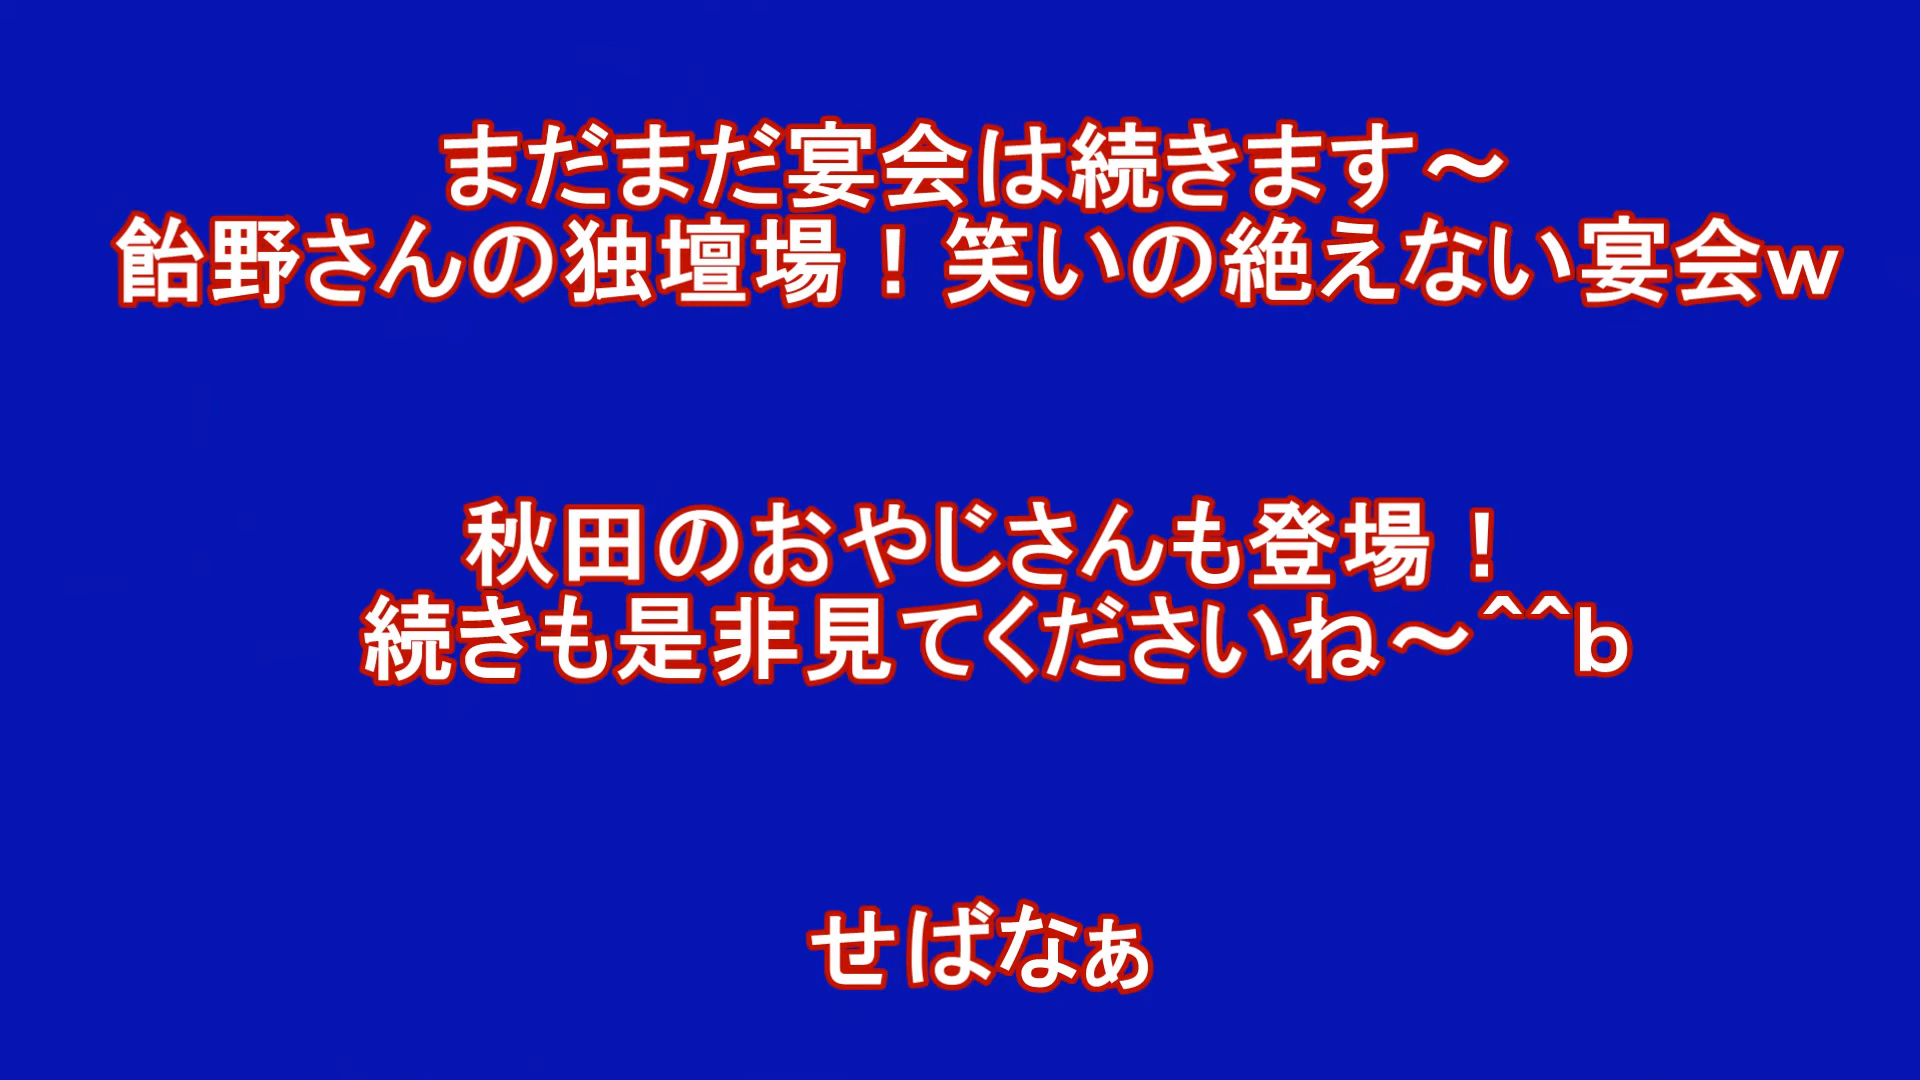 まだまだ宴会は続きます～
飴野さんの独壇場！笑いの絶えない宴会w
秋田のおやじさんも登場！
続きも是非見てくださいね～^^b
せばなぁ